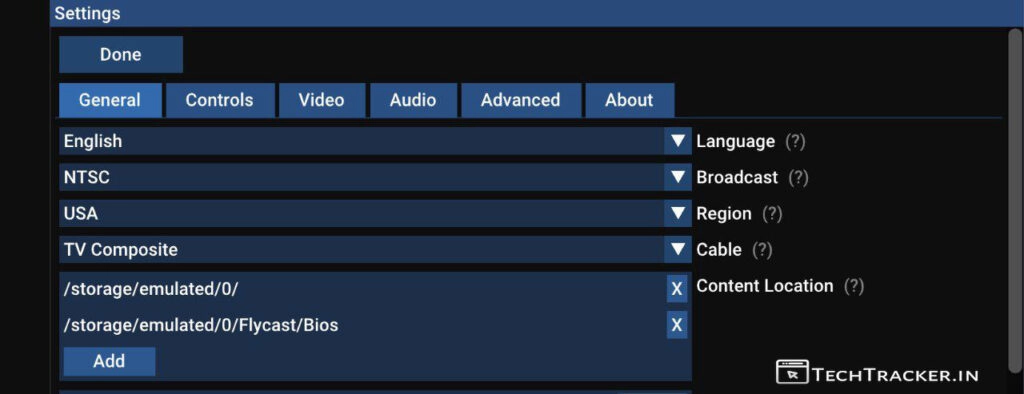 Settings
Done
General Controls Video Audio Advanced About
English Language (?)
NTSC Broadcast (?)
USA Region (?)
TV Composite Cable (?)
/storage/emulated/0/ X Content Location (?)
/storage/emulated/0/Flycast/Bios X
Add
TECHTRACKER.IN